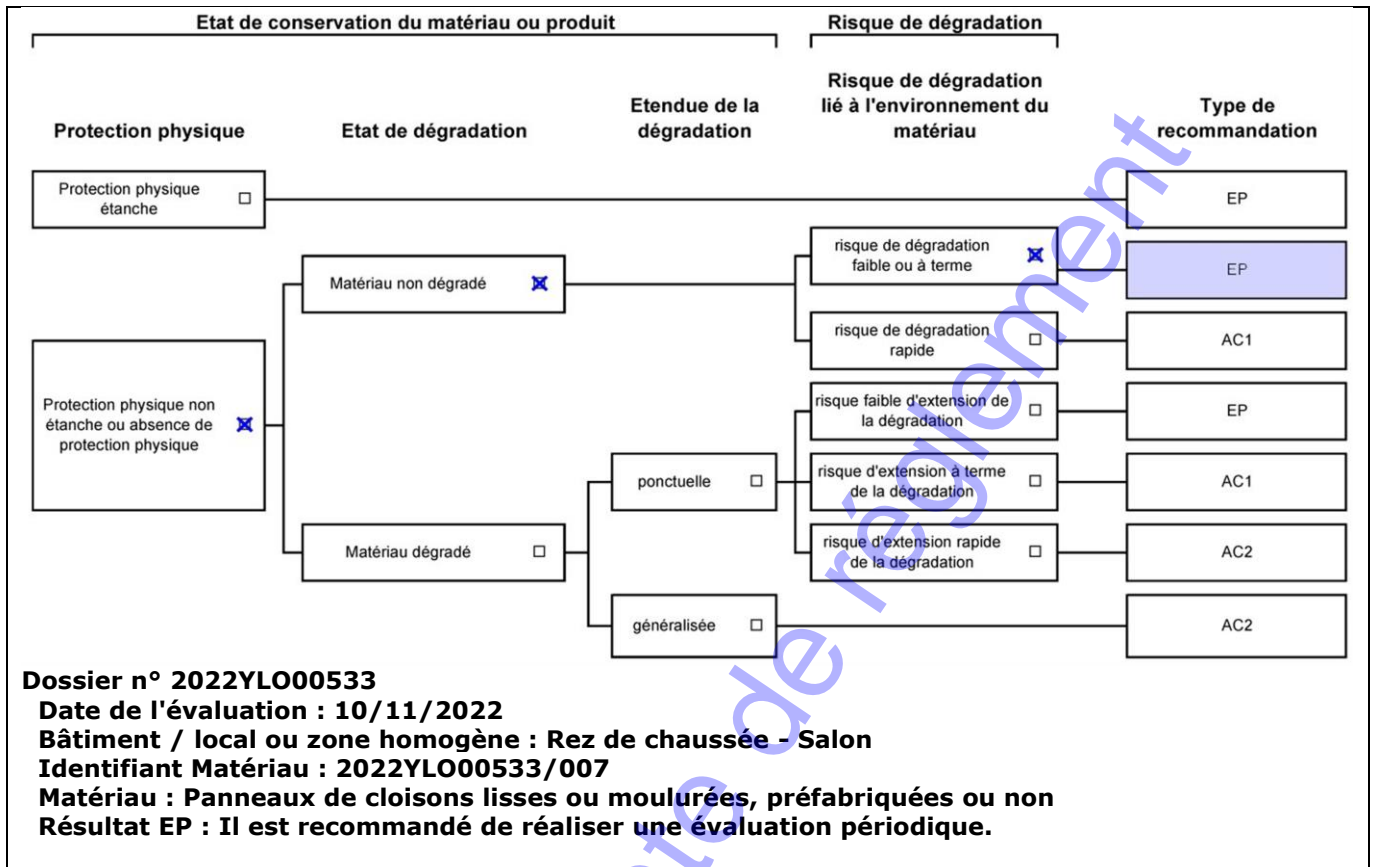 Etat de conservation du matériau ou produit
Risque de dégradation
Protection physique
Etat de dégradation
Etendue de la
dégradation
Risque de dégradation
lié à l'environnement du
matériau
Type de
recommandation
Protection physique
étanche
EP
Protection physique non
étanche ou absence de
protection physique
Matériau non dégradé
risque de dégradation
faible ou à terme
EP
risque de dégradation
rapide
AC1
Matériau dégradé
ponctuelle
risque faible d'extension de
la dégradation
EP
risque d'extension à terme
de la dégradation
AC1
risque d'extension rapide
de la dégradation
AC2
généralisée
AC2
Dossier n° 2022YLO00533
Date de l'évaluation : 10/11/2022
Bâtiment / local ou zone homogène : Rez de chaussée - Salon
Identifiant Matériau : 2022YLO00533/007
Matériau : Panneaux de cloisons lisses ou moulurées, préfabriquées ou non
Résultat EP : Il est recommandé de réaliser une évaluation périodique.
te de réglement